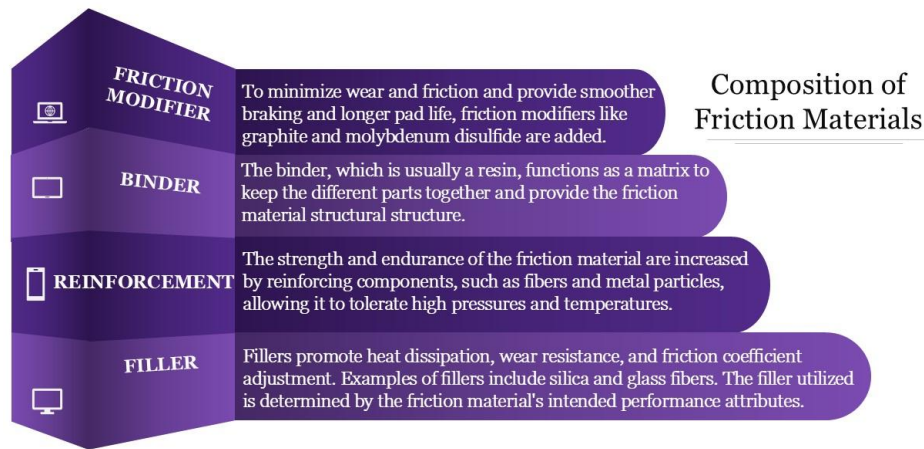 Composition of
Friction Materials
FRICTION
MODIFIER
To minimize wear and friction and provide smoother
braking and longer pad life, friction modifiers like
graphite and molybdenum disulfide are added.
BINDER
The binder, which is usually a resin, functions as a matrix to
keep the different parts together and provide the friction
material structural structure.
REINFORCEMENT
The strength and endurance of the friction material are increased
by reinforcing components, such as fibers and metal particles,
allowing it to tolerate high pressures and temperatures.
FILLER
Fillers promote heat dissipation, wear resistance, and friction coefficient
adjustment. Examples of fillers include silica and glass fibers. The filler utilized
is determined by the friction material's intended performance attributes.